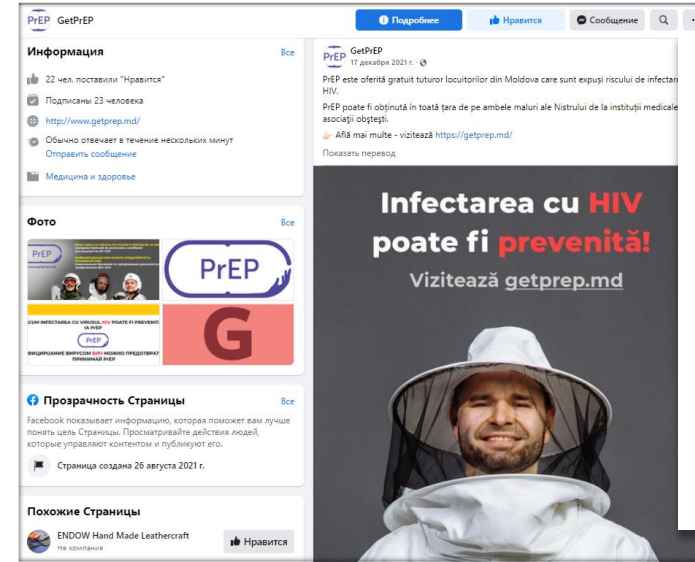 PrEP GetPrEP
Подробнее
Нравится
Сообщение
Информация
Все
22 чел. поставили "Нравится"
Подписаны 23 человека
http://www.getprep.md/
Обычно отвечает в течение нескольких минут
Отправить сообщение
Медицина и здоровье
Фото
Все
PrEP
PrEP
CUM INFECTAREA CU VIRUSUL HIV POATE FI PREVENITĂ
IA PrEP
PrEP
ВИРУСОМ ВИЧ МОЖНО
ПРИНИМАЙ PrEP
G
Прозрачность Страницы
Все
Facebook показывает информацию, которая поможет вам лучше
понять цель Страницы. Просматривайте действия людей,
которые управляют контентом и публикуют его.
Страница создана 26 августа 2021 г.
Похожие Страницы
ENDOW Hand Made Leathercraft
Не компания
Нравится
PrEP
GetPrEP
17 декабря 2021 г.
PrEP este oferită gratuit tuturor locuitorilor din Moldova care sunt expuși riscului de infectare
HIV.
PrEP poate fi obținută în toată țara de pe ambele maluri ale Nistrului de la instituții medicale
asociații obștești.
Află mai multe - vizitează https://getprep.md/
Показать перевод
Infectarea cu HIV
poate fi prevenită!
Vizitează getprep.md